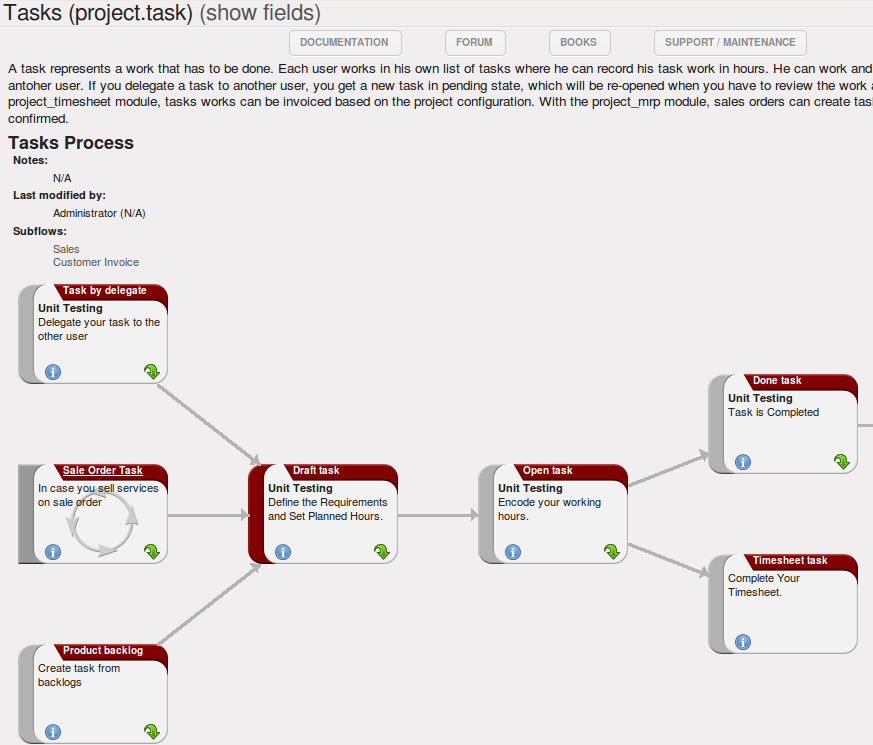 Tasks (project.task) (show fields)
DOCUMENTATION
FORUM
BOOKS
SUPPORT / MAINTENANCE
A task represents a work that has to be done. Each user works in his own list of tasks where he can record his task work in hours. He can work and
antoher user. If you delegate a task to another user, you get a new task in pending state, which will be re-opened when you have to review the work
project_timesheet module, tasks works can be invoiced based on the project configuration. With the project_mrp module, sales orders can create
confirmed.
Tasks Process
Notes:
N/A
Last modified by:
Administrator (N/A)
Subflows:
Sales
Customer Invoice
Task by delegate
Unit Testing
Delegate your task to the
other user
Sale Order Task
In case you sell services
on sale order
Product backlog
Create task from
backlogs
Draft task
Unit Testing
Define the Requirements
and Set Planned Hours.
Open task
Unit Testing
Encode your working
hours.
Done task
Unit Testing
Task is Completed
Timesheet task
Complete Your
Timesheet.